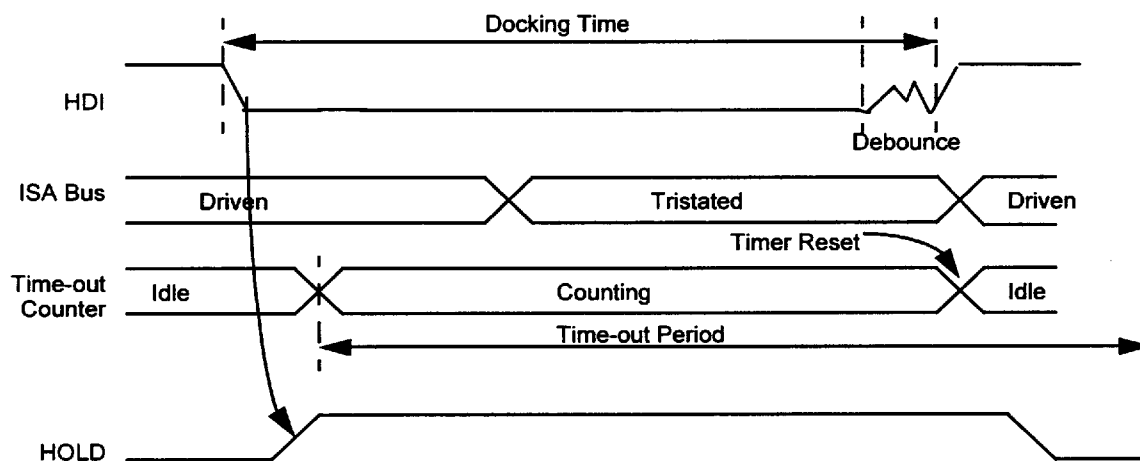 Docking Time
HDI
Debounce
ISA Bus
Driven
Tristated
Driven
Timer Reset
Time-out
Counter
Idle
Counting
Idle
Time-out Period
HOLD